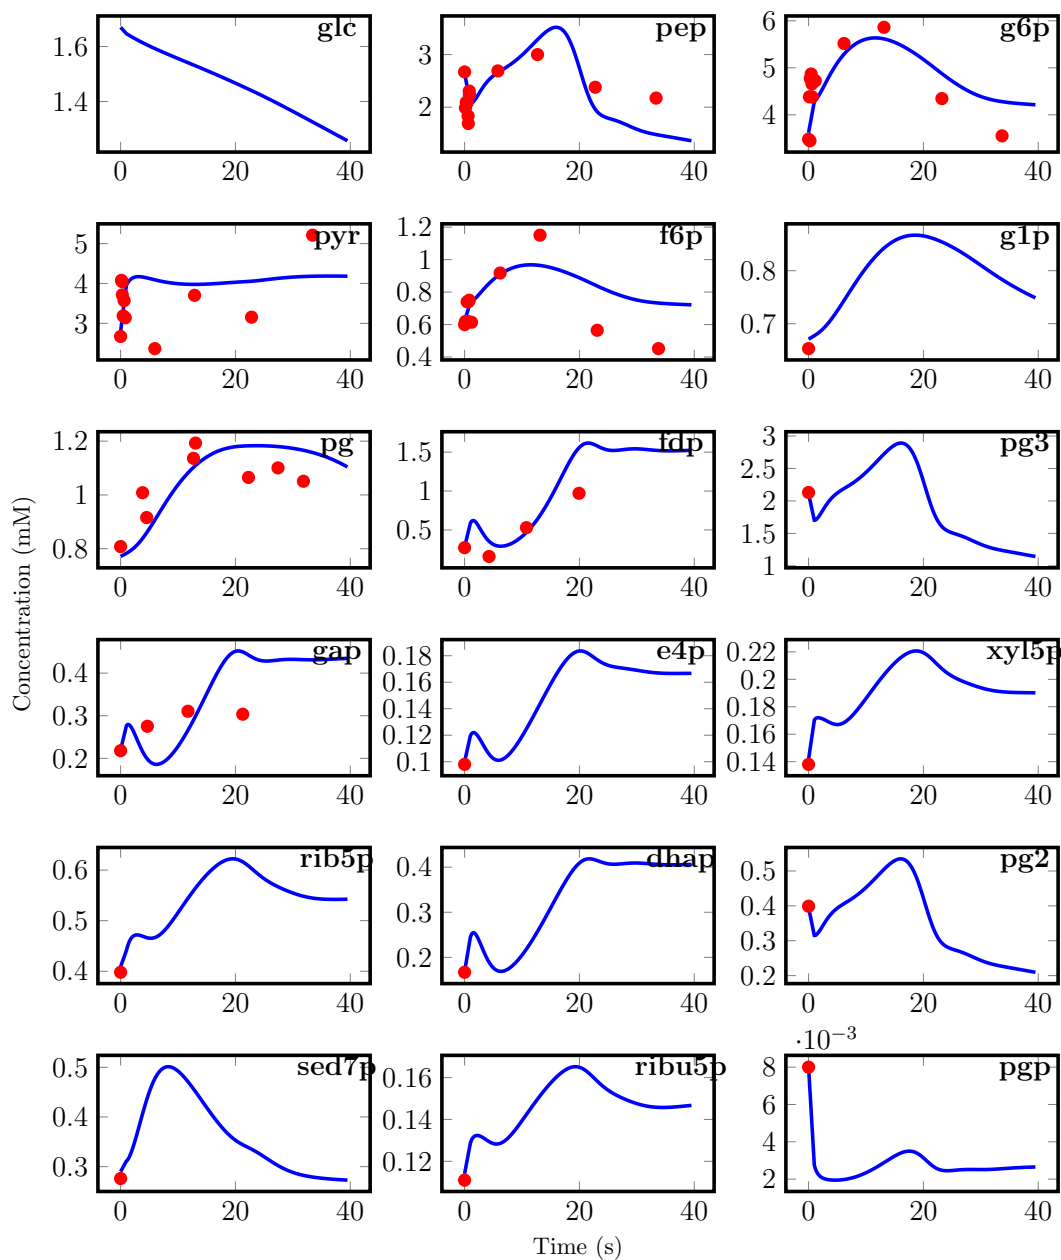 glc
1.6
1.4
0 20 40
pep
3
2
0 20 40
g6p
6
5
4
0 20 40
pyr
5
4
3
0 20 40
f6p
1.2
1
0.8
0.6
0.4
0 20 40
g1p
0.8
0.7
0 20 40
pg
1.2
1
0.8
0 20 40
fdp
1.5
1
0.5
0 20 40
pg3
3
2.5
2
1.5
1
0 20 40
Concentration (mM)
gap
0.4
0.3
0.2
0 20 40
e4p
0.18
0.16
0.14
0.12
0.1
0 20 40
xyl5p
0.22
0.2
0.18
0.16
0.14
0 20 40
rib5p
0.6
0.5
0.4
0 20 40
dhap
0.4
0.3
0.2
0 20 40
pg2
0.5
0.4
0.3
0.2
0 20 40
sed7p
0.5
0.4
0.3
0 20 40
ribu5p
0.16
0.14
0.12
0 20 40
·10⁻³
pgp
8
6
4
2
0 20 40
Time (s)